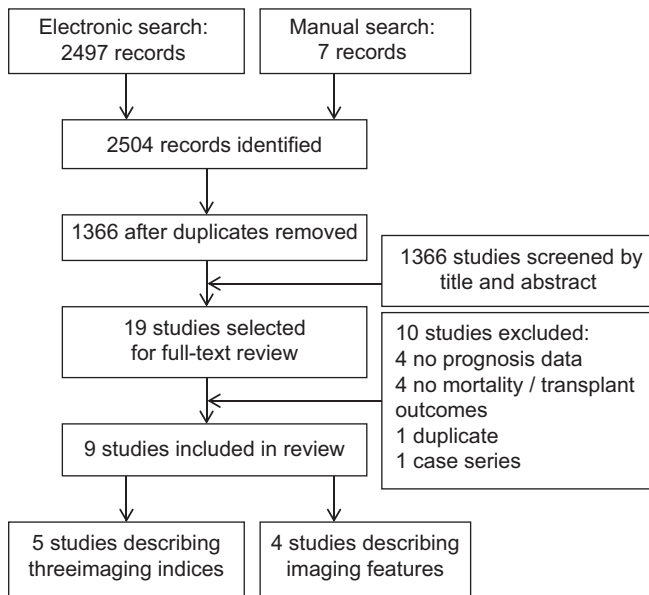 Electronic search:
2497 records
Manual search:
7 records
2504 records identified
1366 after duplicates removed
1366 studies screened by
title and abstract
19 studies selected
for full-text review
10 studies excluded:
4 no prognosis data
4 no mortality / transplant
outcomes
1 duplicate
1 case series
9 studies included in review
5 studies describing
threeimaging indices
4 studies describing
imaging features